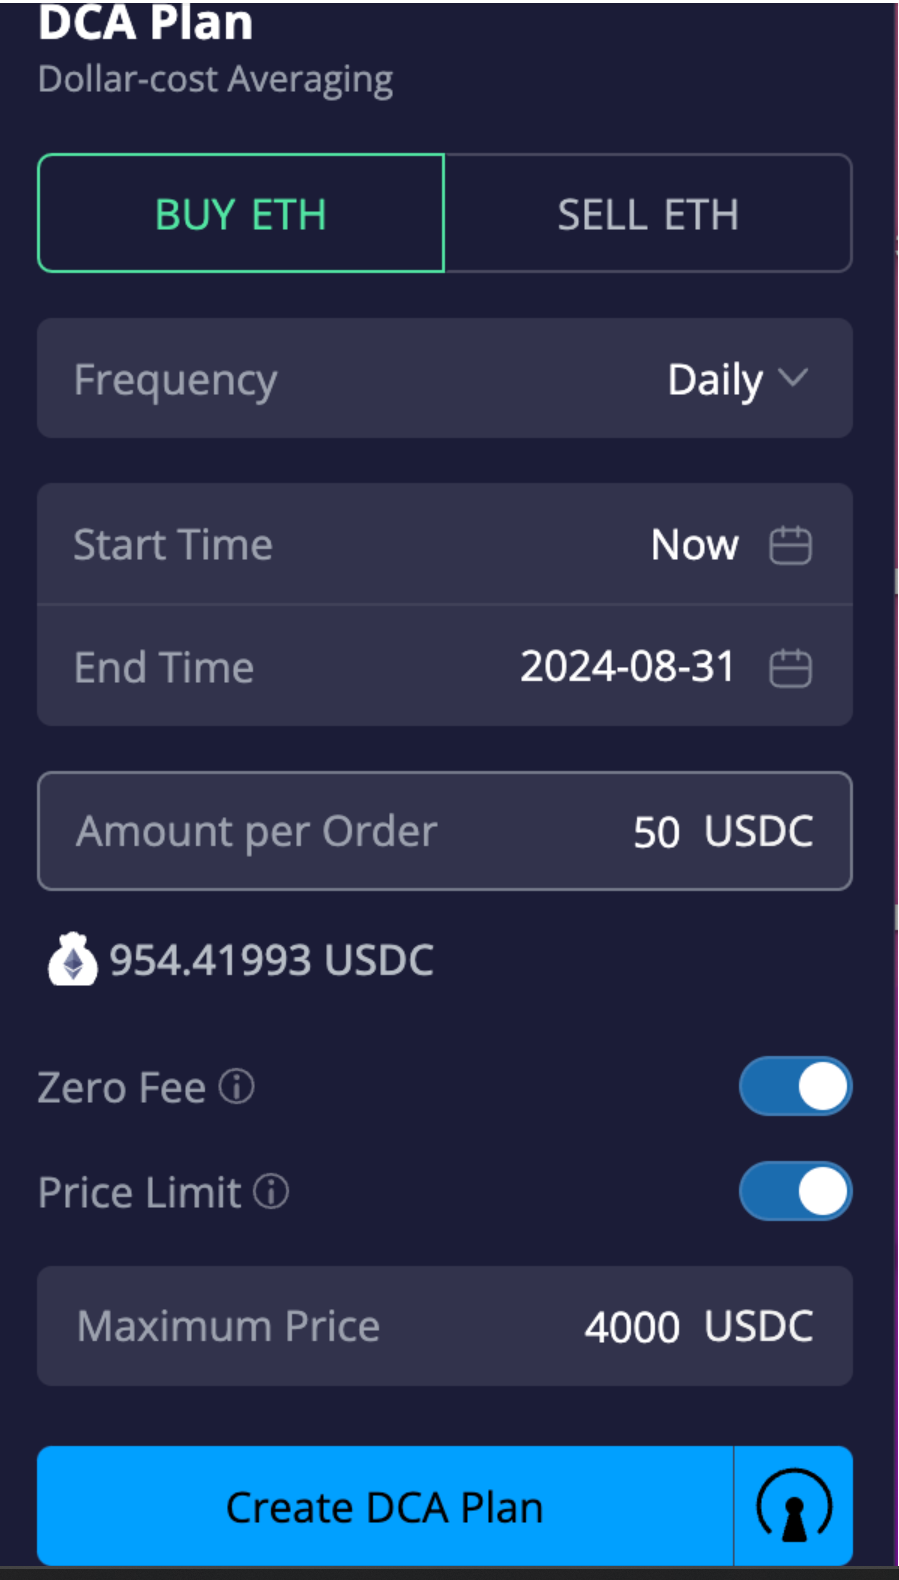 DCA Plan
Dollar-cost Averaging
BUY ETH SELL ETH
Frequency Daily
Start Time Now
End Time 2024-08-31
Amount per Order 50 USDC
954.41993 USDC
Zero Fee
Price Limit
Maximum Price 4000 USDC
Create DCA Plan